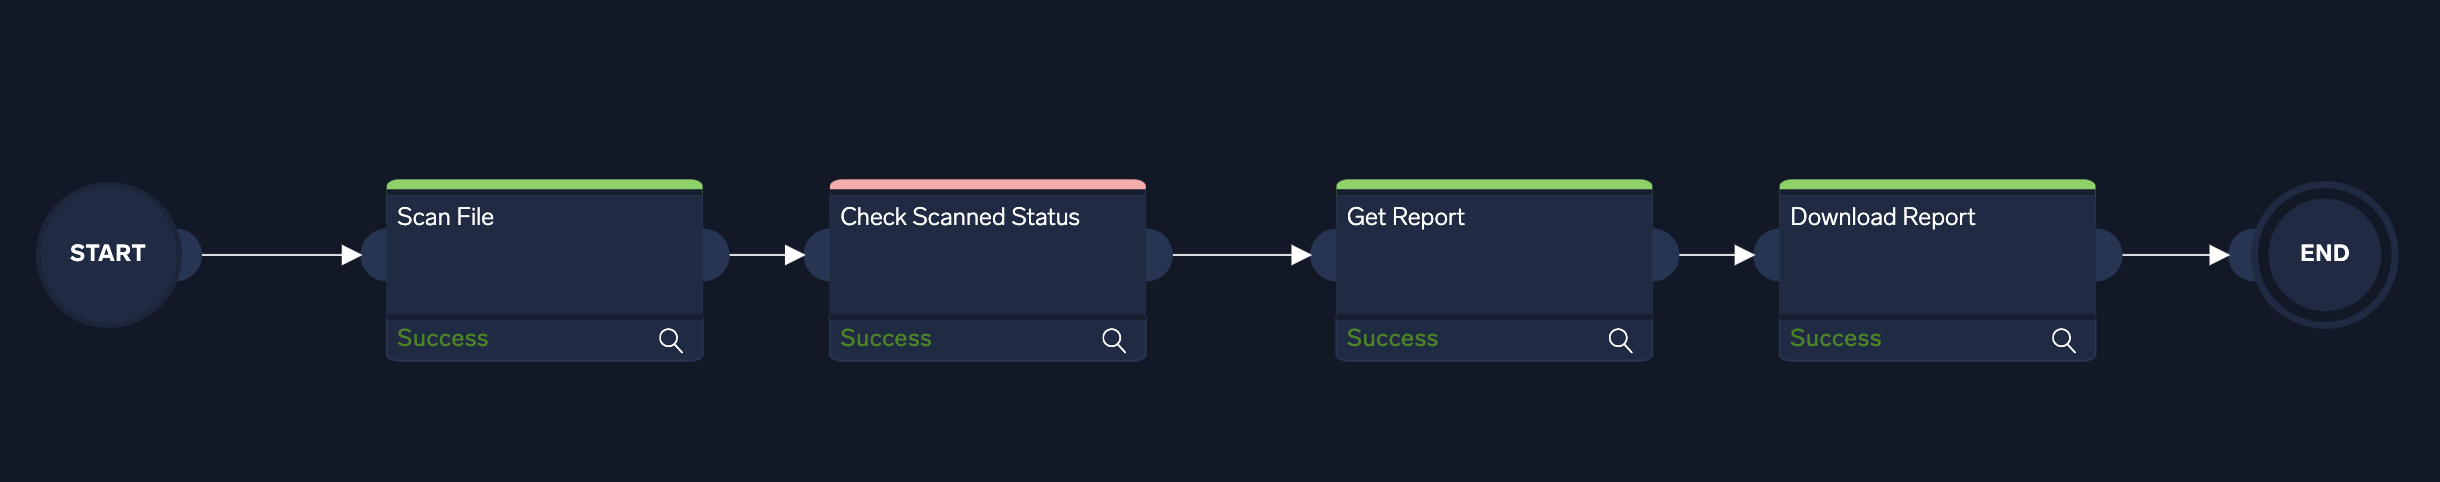 START
Scan File
Success
Check Scanned Status
Success
Get Report
Success
Download Report
Success
END